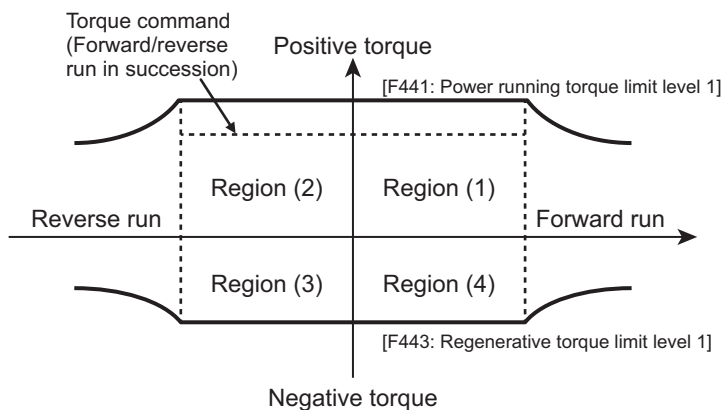 Torque command
(Forward/reverse
run in succession)
Positive torque
[F441: Power running torque limit level 1]
Region (2)
Region (1)
Reverse run
Forward run
Region (3)
Region (4)
[F443: Regenerative torque limit level 1]
Negative torque